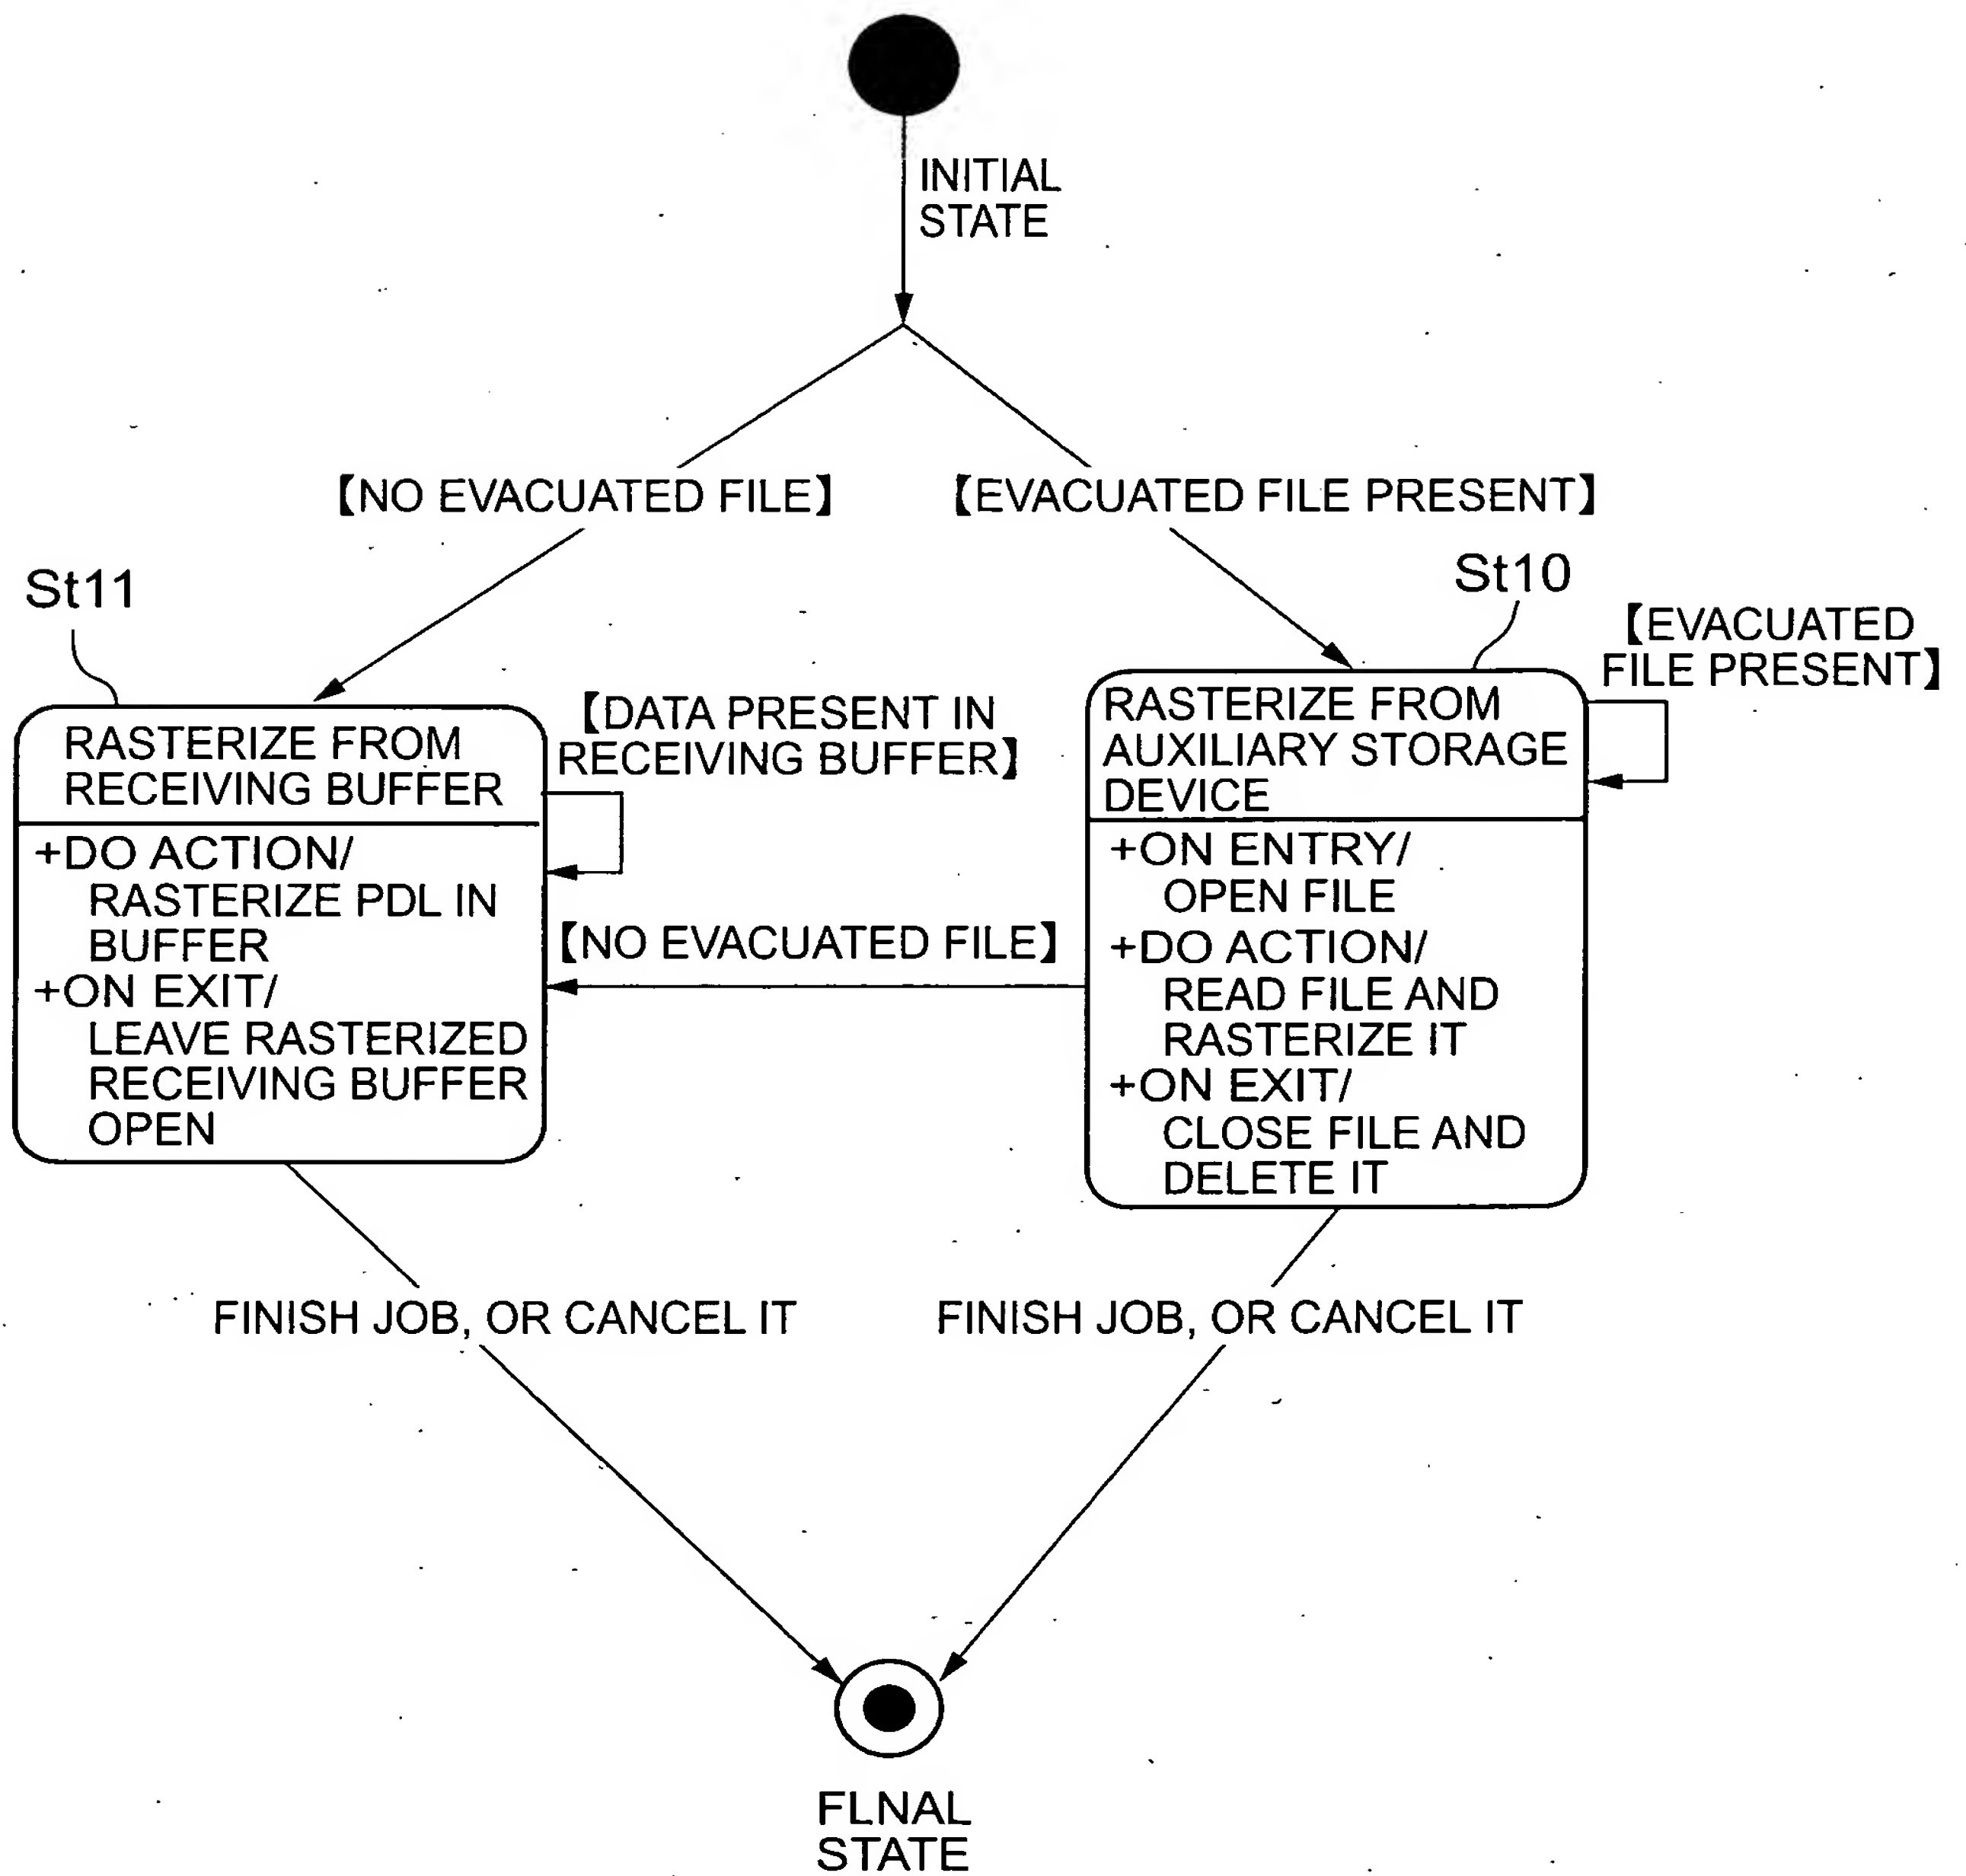 INITIAL
STATE
【NO EVACUATED FILE】
【EVACUATED FILE PRESENT】
St11
St10
【EVACUATED
FILE PRESENT】
RASTERIZE FROM
RECEIVING BUFFER
+DO ACTION/
RASTERIZE PDL IN
BUFFER
+ON EXIT/
LEAVE RASTERIZED
RECEIVING BUFFER
OPEN
【DATA PRESENT IN
RECEIVING BUFFER】
【NO EVACUATED FILE】
RASTERIZE FROM
AUXILIARY STORAGE
DEVICE
+ON ENTRY/
OPEN FILE
+DO ACTION/
READ FILE AND
RASTERIZE IT
+ON EXIT/
CLOSE FILE AND
DELETE IT
FINISH JOB, OR CANCEL IT
FINISH JOB, OR CANCEL IT
FLNAL
STATE